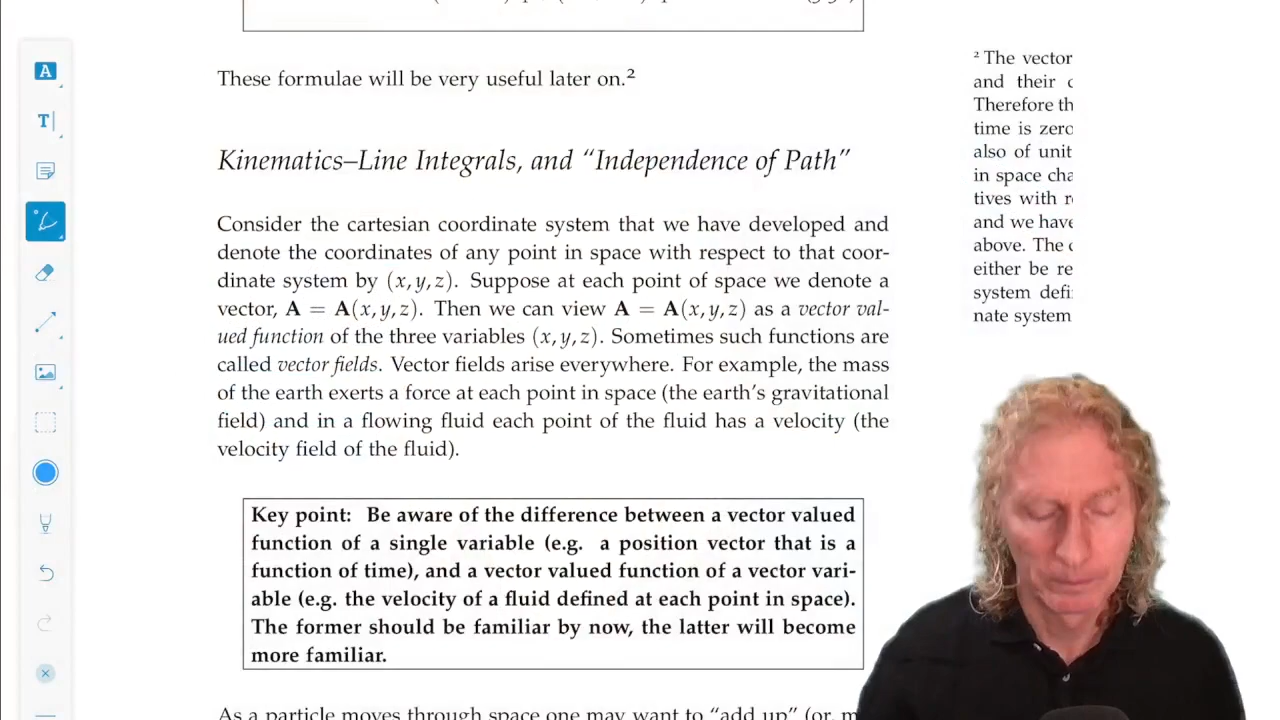 These formulae will be very useful later on.²
Kinematics–Line Integrals, and “Independence of Path”
Consider the cartesian coordinate system that we have developed and
denote the coordinates of any point in space with respect to that coor-
dinate system by (x, y, z). Suppose at each point of space we denote a
vector, A = A(x, y, z). Then we can view A = A(x, y, z) as a vector val-
ued function of the three variables (x, y, z). Sometimes such functions are
called vector fields. Vector fields arise everywhere. For example, the mass
of the earth exerts a force at each point in space (the earth’s gravitational
field) and in a flowing fluid each point of the fluid has a velocity (the
velocity field of the fluid).
Key point: Be aware of the difference between a vector valued
function of a single variable (e.g. a position vector that is a
function of time), and a vector valued function of a vector vari-
able (e.g. the velocity of a fluid defined at each point in space).
The former should be familiar by now, the latter will become
more familiar.
As a particle moves through space one may want to “add up” (or,
² The vector
and their
Therefore
time is zero
also of unit
in space
tives with
and we have
above. The
either be
system
nate system
A
T